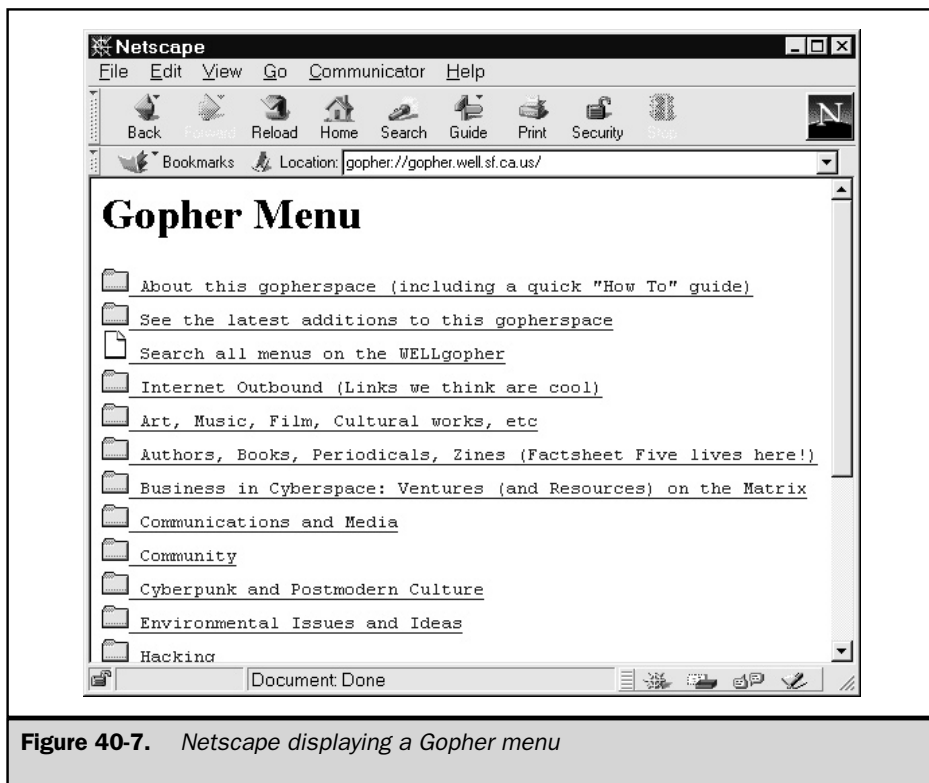 Netscape
File Edit View Go Communicator Help
Back Forward Reload Home Search Guide Print Security Stop
N
Bookmarks Location: gopher://gopher.well.sf.ca.us/
Gopher Menu
About this gopherspace (including a quick "How To" guide)
See the latest additions to this gopherspace
Search all menus on the WELLgopher
Internet Outbound (Links we think are cool)
Art, Music, Film, Cultural works, etc
Authors, Books, Periodicals, Zines (Factsheet Five lives here!)
Business in Cyberspace: Ventures (and Resources) on the Matrix
Communications and Media
Community
Cyberpunk and Postmodern Culture
Environmental Issues and Ideas
Hacking
Document: Done
Figure 40-7. Netscape displaying a Gopher menu